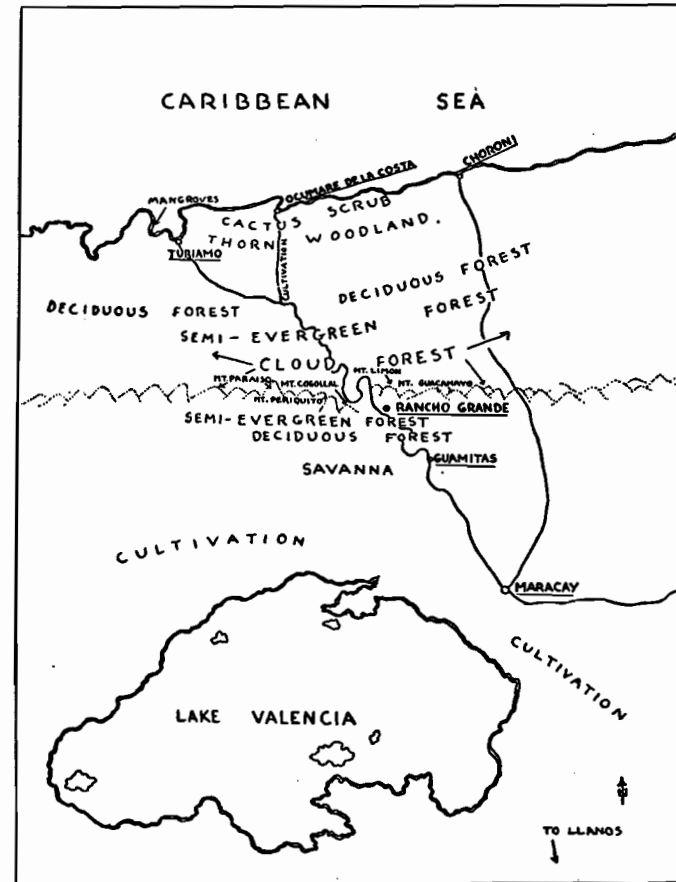 CARIBBEAN SEA
CHORONI
OCUMARE DE LA COSTA
MANGROVES
CACTUS SCRUB
THORN WOODLAND.
TURIAMO
CULTIVATION
DECIDUOUS FOREST
DECIDUOUS FOREST
FOREST
SEMI-EVERGREEN
CLOUD FOREST
MT. LIMON
MT. PARAISO
MT. COGOLLAL
MT. GUACAMAYO
MT. PERIQUITO
RANCHO GRANDE
SEMI-EVERGREEN FOREST
DECIDUOUS FOREST
GUAMITAS
SAVANNA
CULTIVATION
MARACAY
CULTIVATION
LAKE VALENCIA
N
TO LLANOS